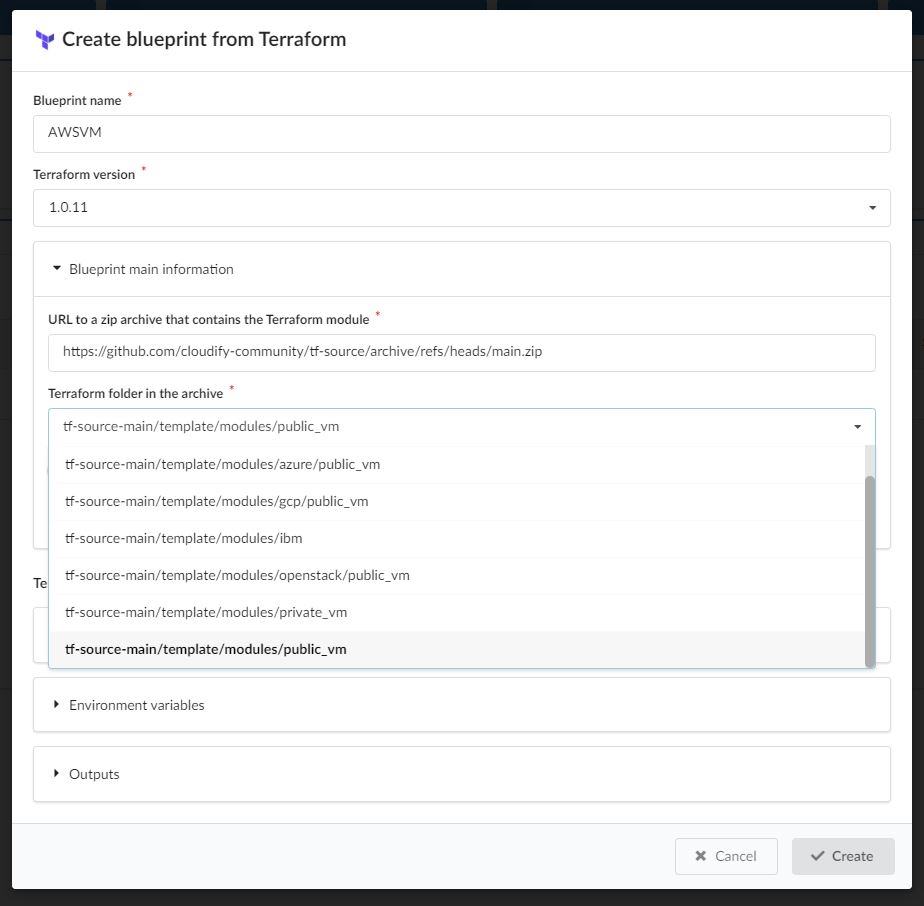 Create blueprint from Terraform
Blueprint name *
AWSVM
Terraform version *
1.0.11
Blueprint main information
URL to a zip archive that contains the Terraform module *
https://github.com/cloudify-community/tf-source/archive/refs/heads/main.zip
Terraform folder in the archive *
tf-source-main/template/modules/public_vm
tf-source-main/template/modules/azure/public_vm
tf-source-main/template/modules/gcp/public_vm
tf-source-main/template/modules/ibm
tf-source-main/template/modules/openstack/public_vm
Te
tf-source-main/template/modules/private_vm
tf-source-main/template/modules/public_vm
Environment variables
Outputs
Cancel
Create